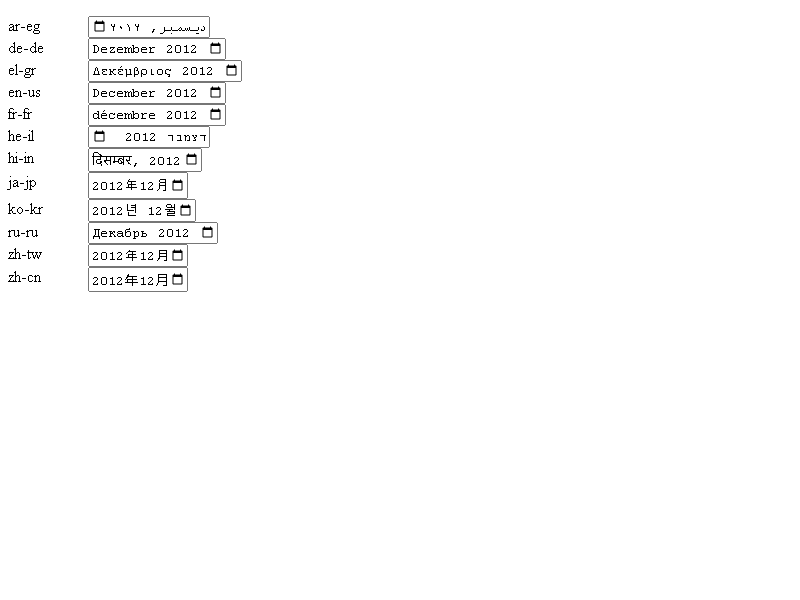 ar-eg ديسمبر, ٢٠١٢
de-de Dezember 2012
el-gr Δεκέμβριος 2012
en-us December 2012
fr-fr décembre 2012
he-il דצמבר 2012
hi-in दिसम्बर, 2012
ja-jp 2012年12月
ko-kr 2012년 12월
ru-ru Декабрь 2012
zh-tw 2012年12月
zh-cn 2012年12月